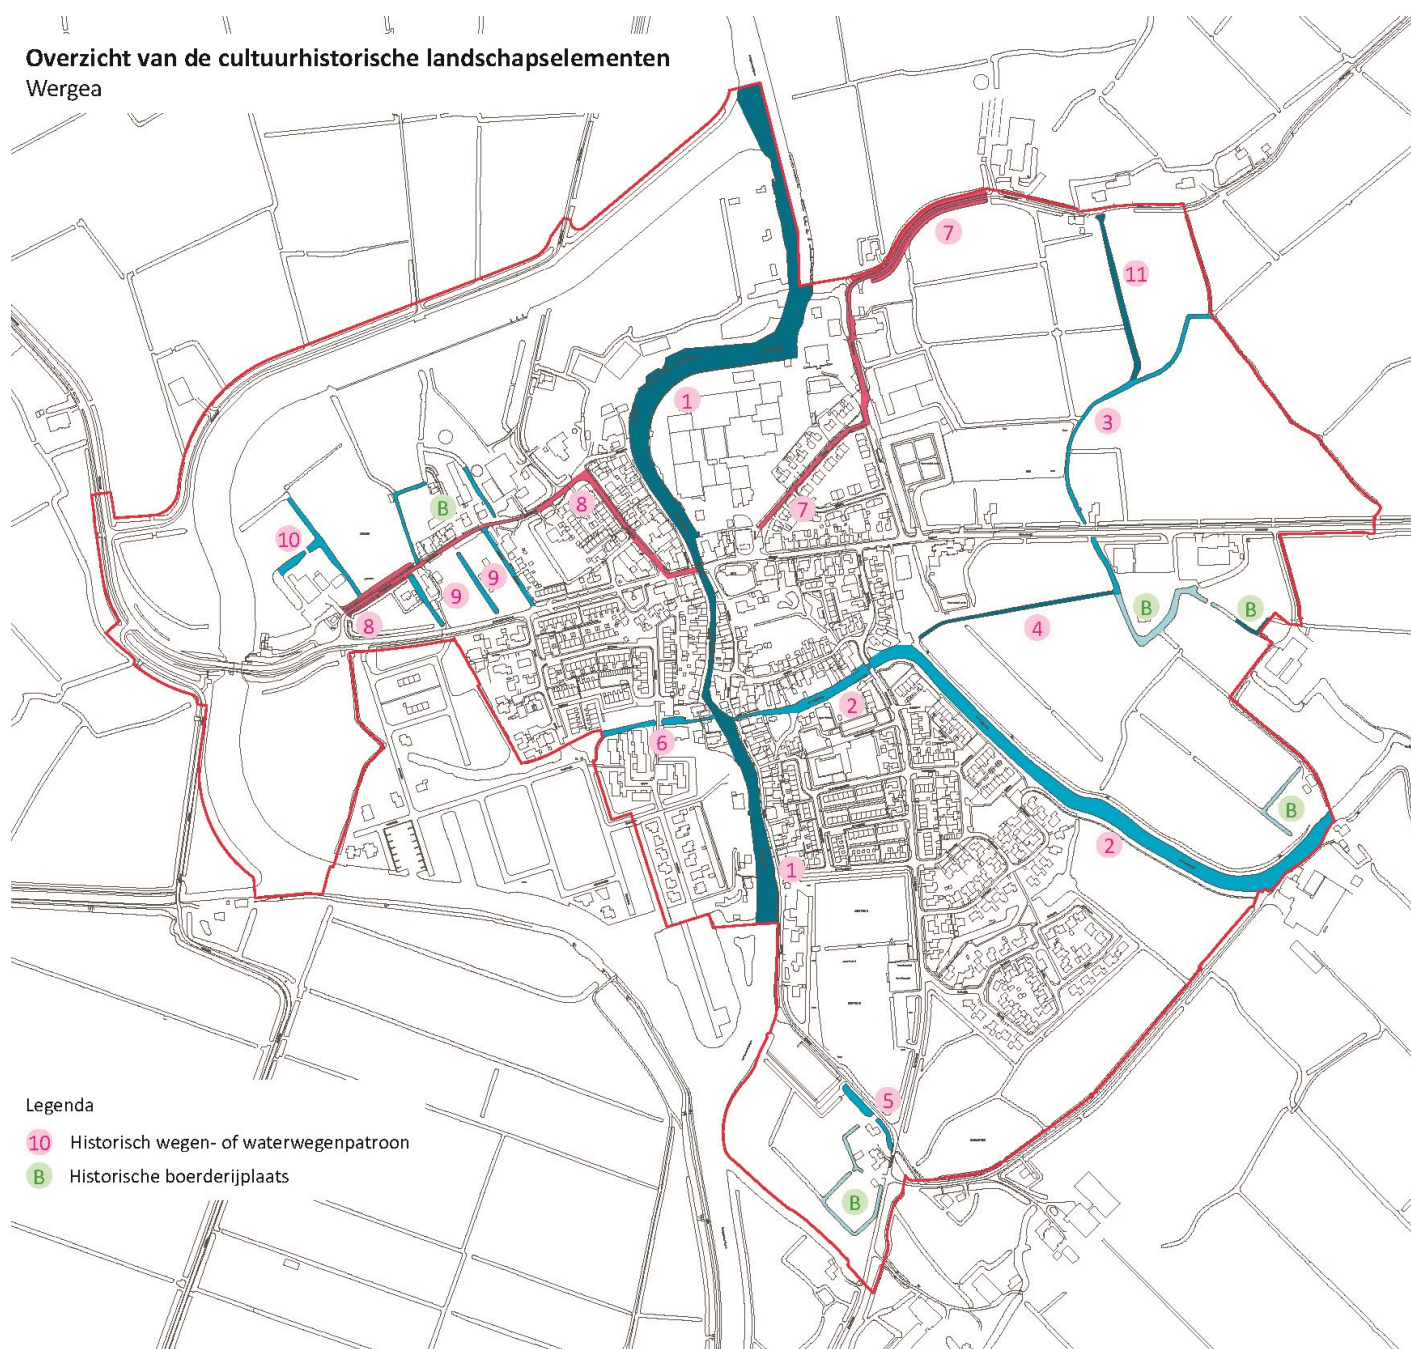 Overzicht van de cultuurhistorische landschapselementen
Wergea
7
11
1
3
8
7
B
10
9
9
8
B
B
4
2
6
B
2
1
5
B
Legenda
10 Historisch wegen- of waterwegenpatroon
B Historische boerderijplaats